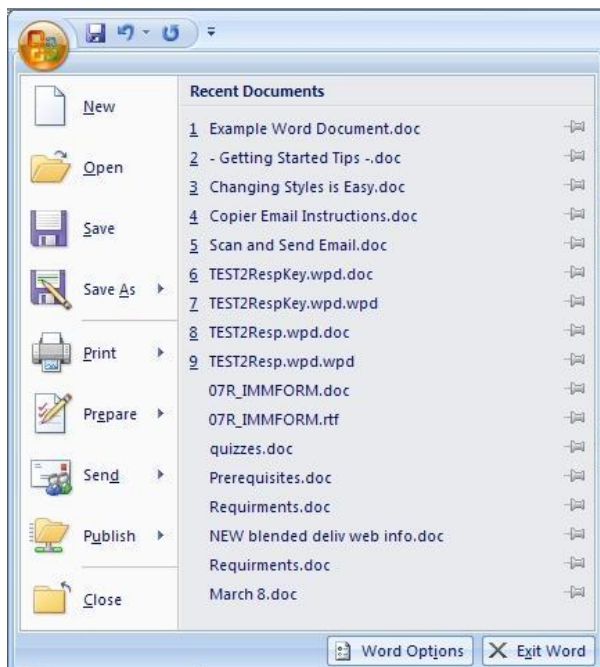 New
Open
Save
Save As
Print
Prepare
Send
Publish
Close
Recent Documents
1 Example Word Document.doc
2 - Getting Started Tips -.doc
3 Changing Styles is Easy.doc
4 Copier Email Instructions.doc
5 Scan and Send Email.doc
6 TEST2RespKey.wpd.doc
7 TEST2RespKey.wpd.wpd
8 TEST2Resp.wpd.doc
9 TEST2Resp.wpd.wpd
07R_IMMFORM.doc
07R_IMMFORM.rtf
quizzes.doc
Prerequisites.doc
Requirments.doc
NEW blended deliv web info.doc
Requirments.doc
March 8.doc
Word Options
Exit Word